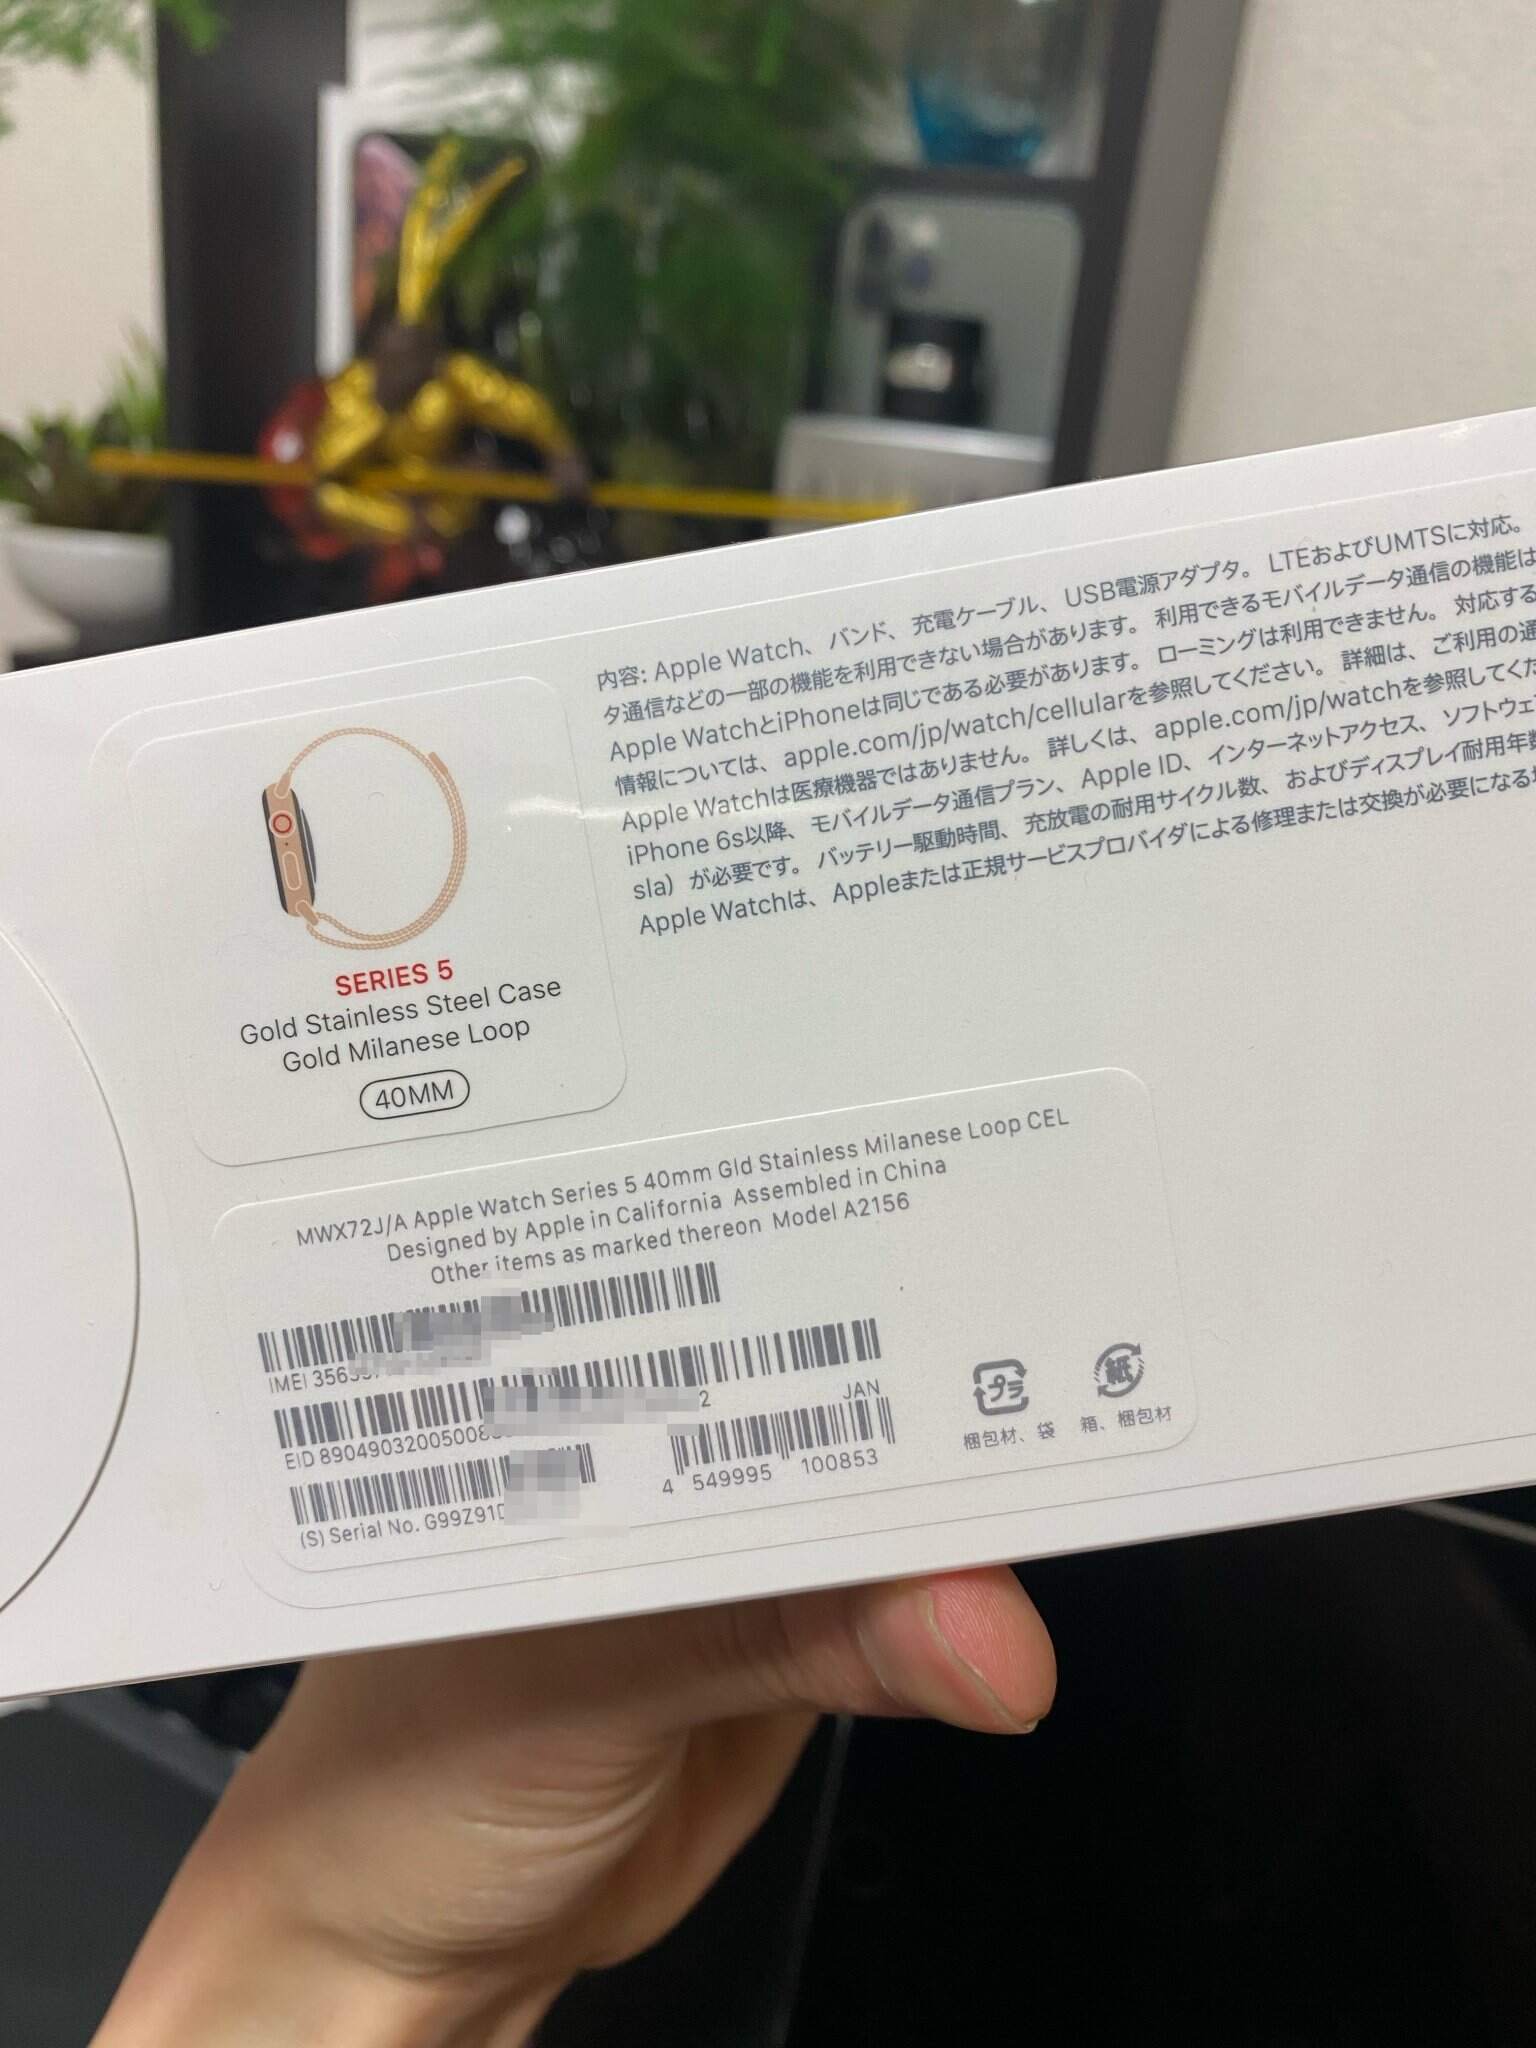 内容: Apple Watch、バンド、充電ケーブル、USB電源アダプタ。 LTEおよびUMTSに対応。
タ通信などの一部の機能を利用できない場合があります。 利用できるモバイルデータ通信の機能は
Apple WatchとiPhoneは同じである必要があります。 ローミングは利用できません。 対応する
情報については、apple.com/jp/watch/cellularを参照してください。 詳細は、ご利用の通
Apple Watchは医療機器ではありません。 詳しくは、apple.com/jp/watchを参照してくだ
iPhone 6s以降、モバイルデータ通信プラン、Apple ID、インターネットアクセス、ソフトウェ
sla）が必要です。 バッテリー駆動時間、充放電の耐用サイクル数、およびディスプレイ耐用年数
Apple Watchは、Appleまたは正規サービスプロバイダによる修理または交換が必要になる
SERIES 5
Gold Stainless Steel Case
Gold Milanese Loop
40MM
MWX72J/A Apple Watch Series 5 40mm Gld Stainless Milanese Loop CEL
Designed by Apple in California Assembled in China
Other items as marked thereon Model A2156
IMEI 356
EID 89049032005008 2
(S) Serial No. G99Z91
JAN
4 549995 100853
プラ
梱包材、袋
紙
箱、梱包材